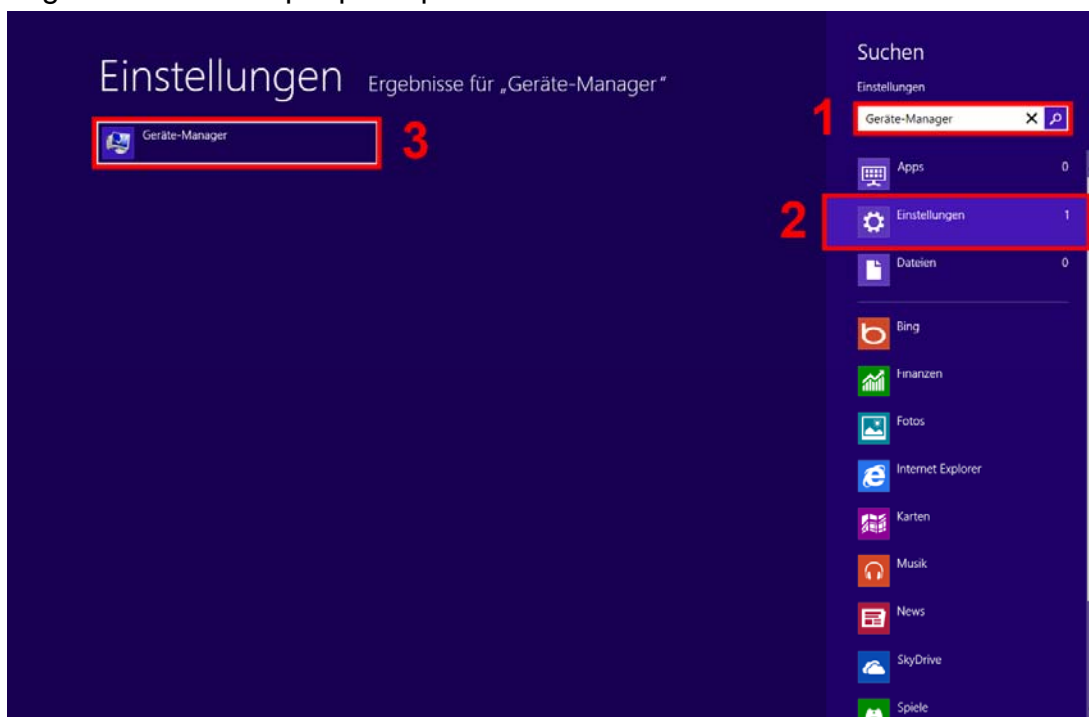 Einstellungen Ergebnisse für „Geräte-Manager"
3
Geräte-Manager
Suchen
Einstellungen
1
Geräte-Manager
Apps 0
2
Einstellungen 1
Dateien 0
Bing
Finanzen
Fotos
Internet Explorer
Karten
Musik
News
SkyDrive
Spiele